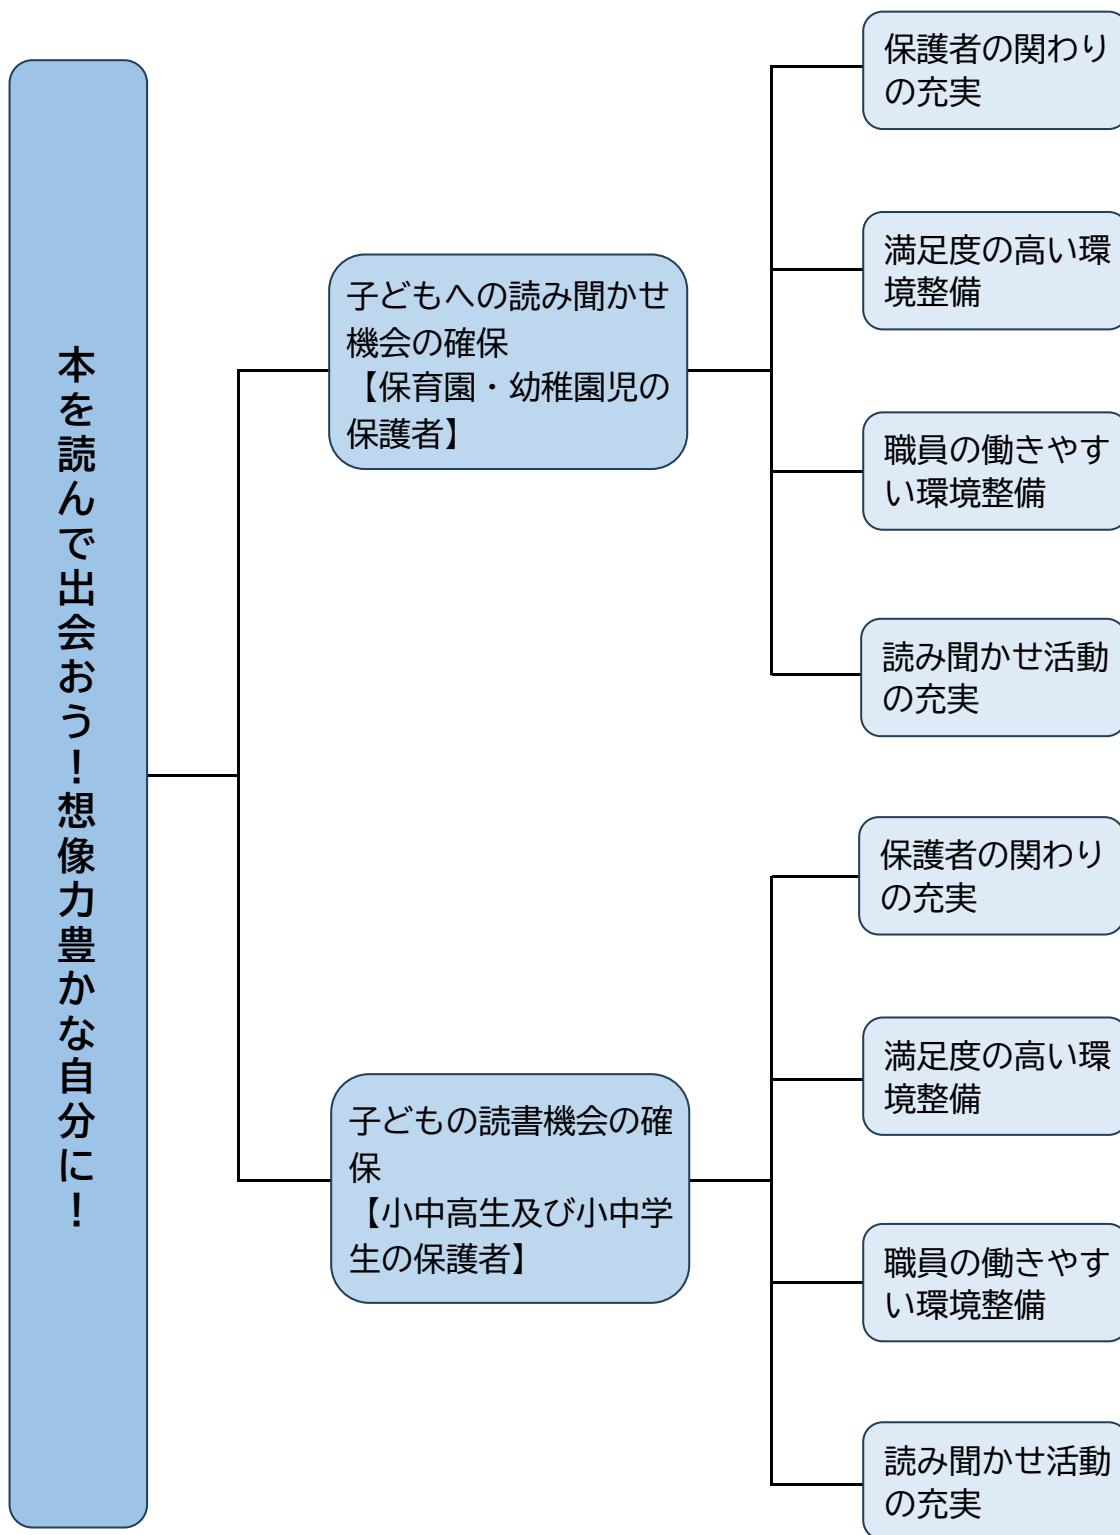 本を読んで出会おう！想像力豊かな自分に！
子どもへの読み聞かせ
機会の確保
【保育園・幼稚園児の
保護者】
保護者の関わり
の充実
満足度の高い環
境整備
職員の働きやす
い環境整備
読み聞かせ活動
の充実
子どもの読書機会の確
保
【小中高生及び小中学
生の保護者】
保護者の関わり
の充実
満足度の高い環
境整備
職員の働きやす
い環境整備
読み聞かせ活動
の充実